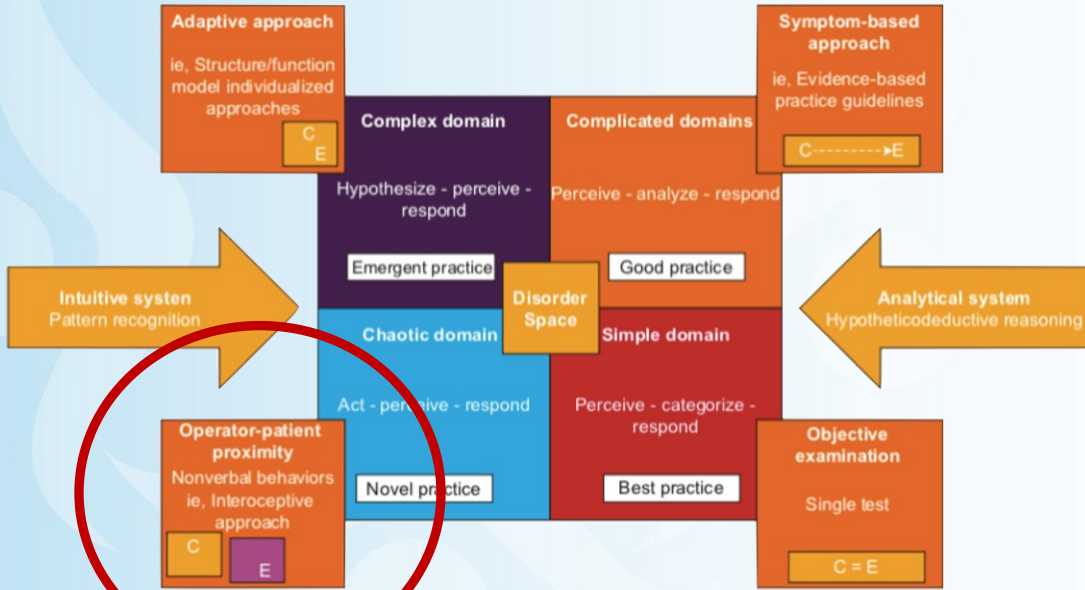 Adaptive approach
ie, Structure/function
model individualized
approaches
C
E
Symptom-based
approach
ie, Evidence-based
practice guidelines
C---------►E
Complex domain
Hypothesize - perceive -
respond
Emergent practice
Complicated domains
Perceive - analyze - respond
Good practice
Intuitive systen
Pattern recognition
Disorder
Space
Analytical system
Hypotheticodeductive reasoning
Chaotic domain
Act - perceive - respond
Novel practice
Simple domain
Perceive - categorize -
respond
Best practice
Operator-patient
proximity
Nonverbal behaviors
ie, Interoceptive
approach
C
E
Objective
examination
Single test
C = E